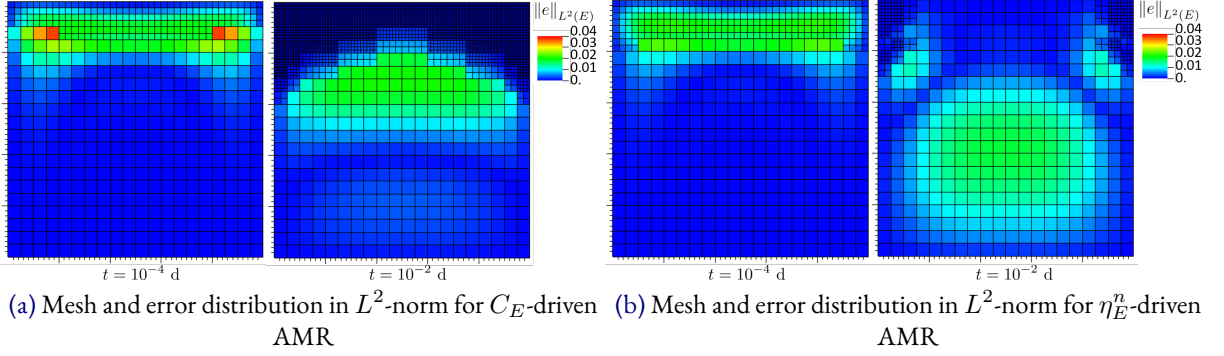 ‖e‖_{L²(E)}
0.04
0.03
0.02
0.01
0.
t = 10⁻⁴ d
t = 10⁻² d
(a) Mesh and error distribution in L²-norm for C_E-driven
AMR
‖e‖_{L²(E)}
0.04
0.03
0.02
0.01
0.
t = 10⁻⁴ d
t = 10⁻² d
(b) Mesh and error distribution in L²-norm for η_E^n-driven
AMR